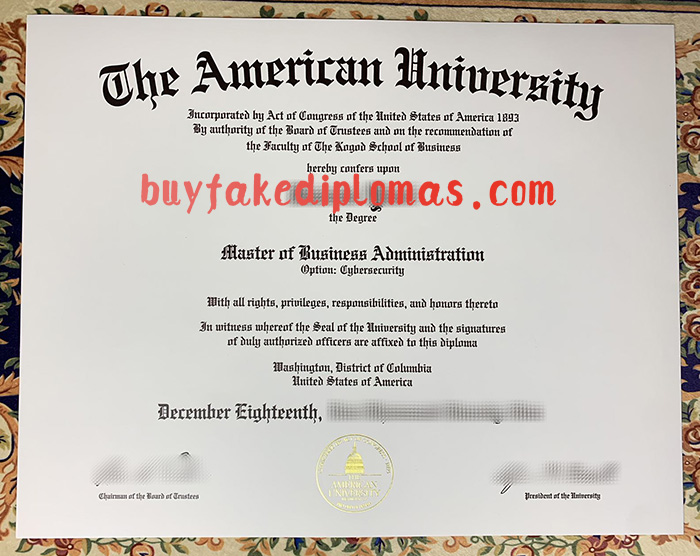 The American University
Incorporated by Act of Congress of the United States of America 1893
By authority of the Board of Trustees and on the recommendation of
the Faculty of The Kogod School of Business
hereby confers upon
buyfakediplomas.com
the Degree
Master of Business Administration
Option: Cybersecurity
With all rights, privileges, responsibilities, and honors thereto
In witness whereof the Seal of the University and the signatures
of duly authorized officers are affixed to this diploma
Washington, District of Columbia
United States of America
December Eighteenth,
THE
AMERICAN
UNIVERSITY
Chairman of the Board of Trustees
President of the University